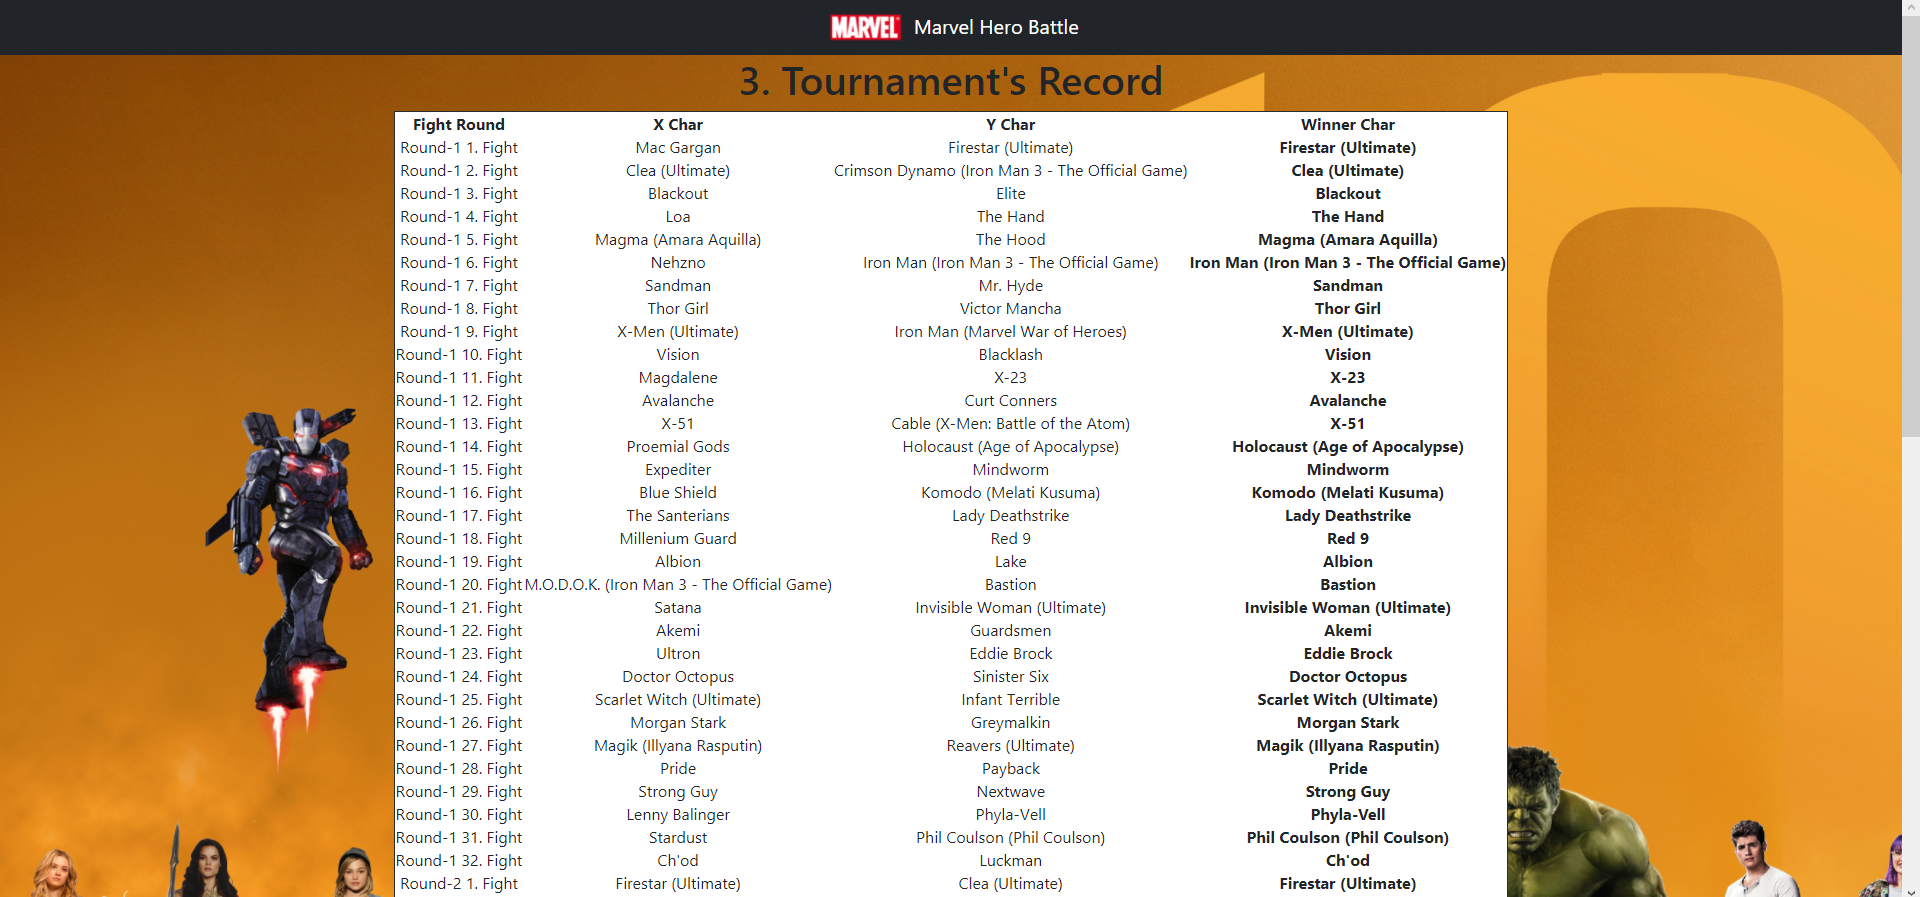 MARVEL Marvel Hero Battle
3. Tournament's Record
Fight Round X Char Y Char Winner Char
Round-1 1. Fight Mac Gargan Firestar (Ultimate) Firestar (Ultimate)
Round-1 2. Fight Clea (Ultimate) Crimson Dynamo (Iron Man 3 - The Official Game) Clea (Ultimate)
Round-1 3. Fight Blackout Elite Blackout
Round-1 4. Fight Loa The Hand The Hand
Round-1 5. Fight Magma (Amara Aquilla) The Hood Magma (Amara Aquilla)
Round-1 6. Fight Nehzno Iron Man (Iron Man 3 - The Official Game) Iron Man (Iron Man 3 - The Official Game)
Round-1 7. Fight Sandman Mr. Hyde Sandman
Round-1 8. Fight Thor Girl Victor Mancha Thor Girl
Round-1 9. Fight X-Men (Ultimate) Iron Man (Marvel War of Heroes) X-Men (Ultimate)
Round-1 10. Fight Vision Blacklash Vision
Round-1 11. Fight Magdalene X-23 X-23
Round-1 12. Fight Avalanche Curt Conners Avalanche
Round-1 13. Fight X-51 Cable (X-Men: Battle of the Atom) X-51
Round-1 14. Fight Proemial Gods Holocaust (Age of Apocalypse) Holocaust (Age of Apocalypse)
Round-1 15. Fight Expediter Mindworm Mindworm
Round-1 16. Fight Blue Shield Komodo (Melati Kusuma) Komodo (Melati Kusuma)
Round-1 17. Fight The Santerians Lady Deathstrike Lady Deathstrike
Round-1 18. Fight Millenium Guard Red 9 Red 9
Round-1 19. Fight Albion Lake Albion
Round-1 20. Fight M.O.D.O.K. (Iron Man 3 - The Official Game) Bastion Bastion
Round-1 21. Fight Satana Invisible Woman (Ultimate) Invisible Woman (Ultimate)
Round-1 22. Fight Akemi Guardsmen Akemi
Round-1 23. Fight Ultron Eddie Brock Eddie Brock
Round-1 24. Fight Doctor Octopus Sinister Six Doctor Octopus
Round-1 25. Fight Scarlet Witch (Ultimate) Infant Terrible Scarlet Witch (Ultimate)
Round-1 26. Fight Morgan Stark Greymalkin Morgan Stark
Round-1 27. Fight Magik (Illyana Rasputin) Reavers (Ultimate) Magik (Illyana Rasputin)
Round-1 28. Fight Pride Payback Pride
Round-1 29. Fight Strong Guy Nextwave Strong Guy
Round-1 30. Fight Lenny Balinger Phyla-Vell Phyla-Vell
Round-1 31. Fight Stardust Phil Coulson (Phil Coulson) Phil Coulson (Phil Coulson)
Round-1 32. Fight Ch'od Luckman Ch'od
Round-2 1. Fight Firestar (Ultimate) Clea (Ultimate) Firestar (Ultimate)